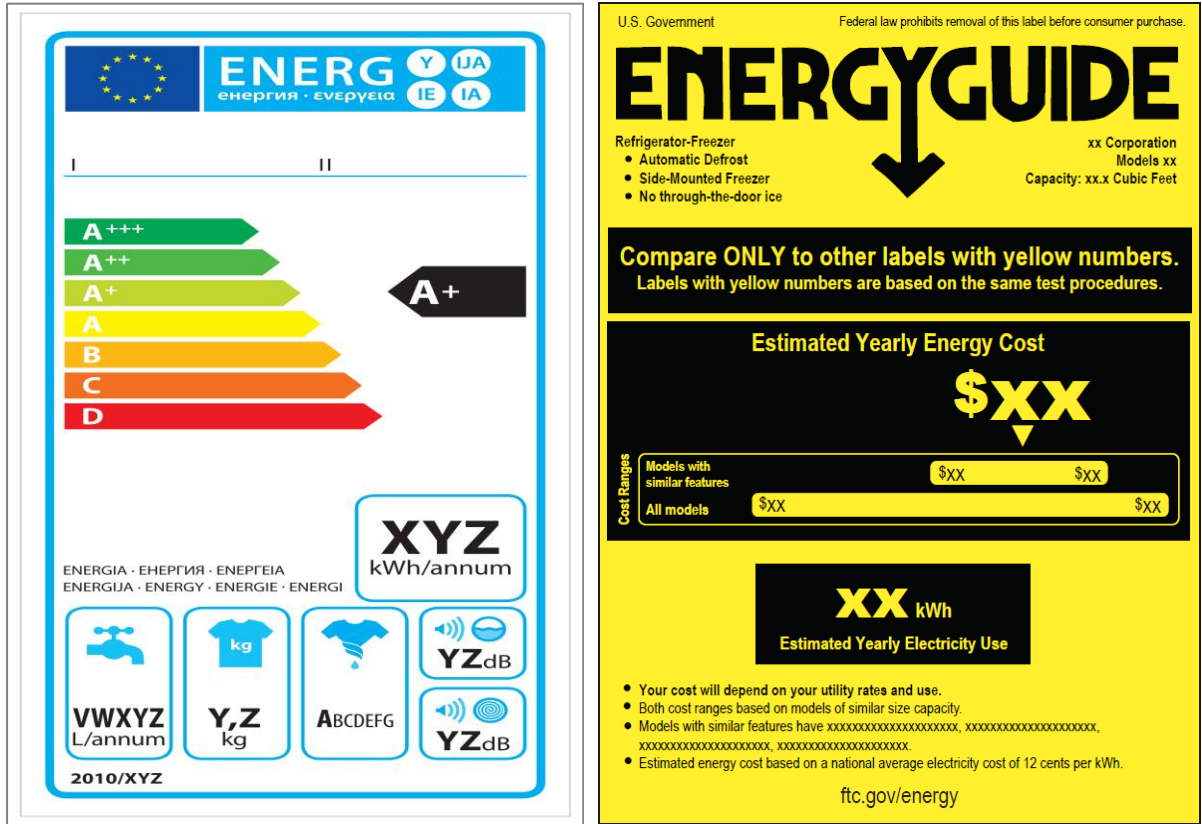 ENERG Y IJA
енергия · ενεργεια IE IA
I II
A+++
A++
A+
A
B
C
D
A+
XYZ
kWh/annum
ENERGIA · ЕНЕРГИЯ · ΕΝΕΡΓΕΙΑ
ENERGIJA · ENERGY · ENERGIE · ENERGI
VWXYZ
L/annum
kg
Y,Z
kg
ABCDEFG
YZdB
YZdB
2010/XYZ
U.S. Government Federal law prohibits removal of this label before consumer purchase.
ENERGYGUIDE
Refrigerator-Freezer
• Automatic Defrost
• Side-Mounted Freezer
• No through-the-door ice
xx Corporation
Models xx
Capacity: xx.x Cubic Feet
Compare ONLY to other labels with yellow numbers.
Labels with yellow numbers are based on the same test procedures.
Estimated Yearly Energy Cost
$xx
Cost Ranges
Models with
similar features
$xx $xx
All models $xx $xx
xx kWh
Estimated Yearly Electricity Use
• Your cost will depend on your utility rates and use.
• Both cost ranges based on models of similar size capacity.
• Models with similar features have xxxxxxxxxxxxxxxxxxxxx, xxxxxxxxxxxxxxxxxxxxx,
xxxxxxxxxxxxxxxxxxxxx, xxxxxxxxxxxxxxxxxxxxx.
• Estimated energy cost based on a national average electricity cost of 12 cents per kWh.
ftc.gov/energy